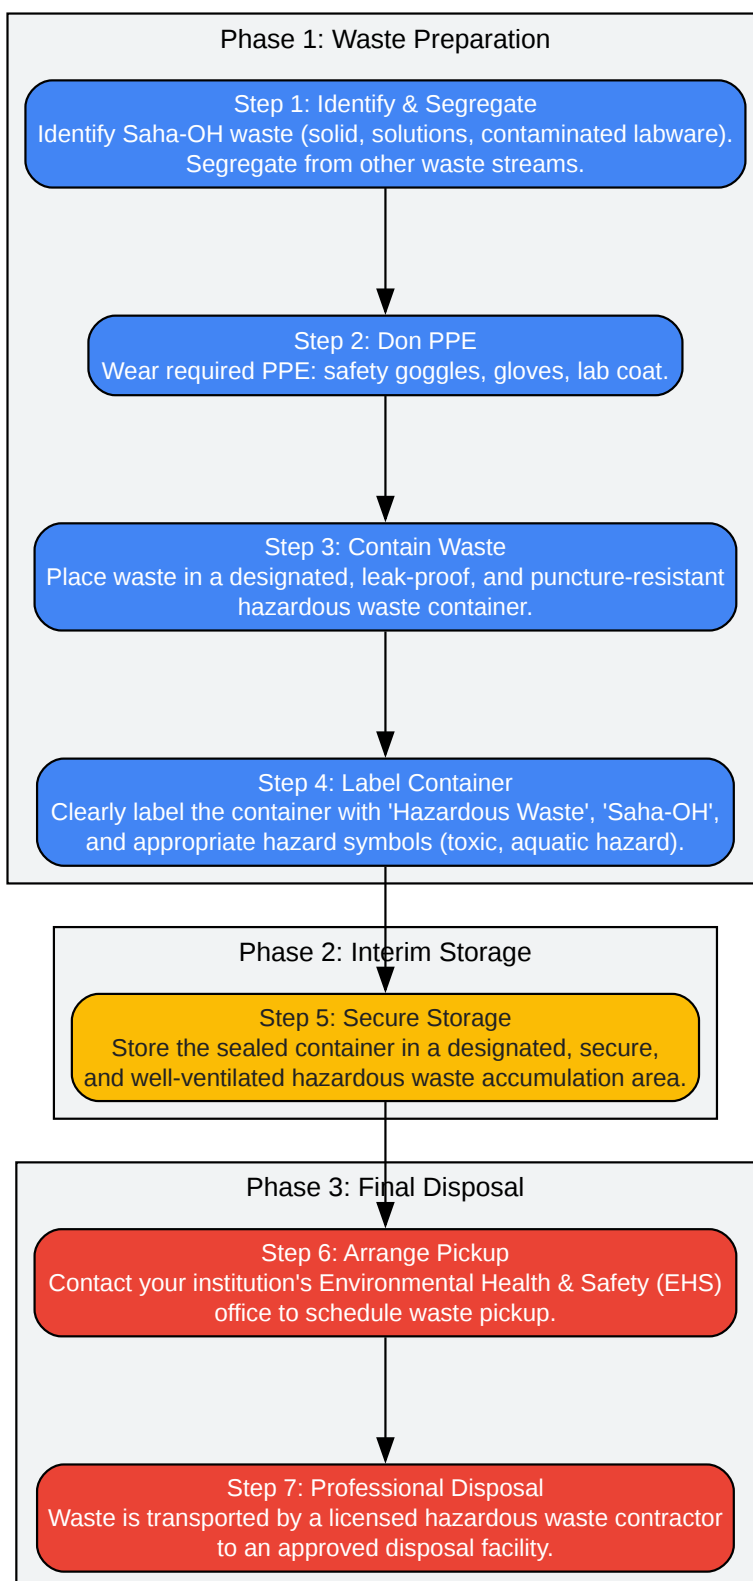 Phase 1: Waste Preparation
Step 1: Identify & Segregate
Identify Saha-OH waste (solid, solutions, contaminated labware).
Segregate from other waste streams.
Step 2: Don PPE
Wear required PPE: safety goggles, gloves, lab coat.
Step 3: Contain Waste
Place waste in a designated, leak-proof, and puncture-resistant
hazardous waste container.
Step 4: Label Container
Clearly label the container with 'Hazardous Waste', 'Saha-OH',
and appropriate hazard symbols (toxic, aquatic hazard).
Phase 2: Interim Storage
Step 5: Secure Storage
Store the sealed container in a designated, secure,
and well-ventilated hazardous waste accumulation area.
Phase 3: Final Disposal
Step 6: Arrange Pickup
Contact your institution's Environmental Health & Safety (EHS)
office to schedule waste pickup.
Step 7: Professional Disposal
Waste is transported by a licensed hazardous waste contractor
to an approved disposal facility.